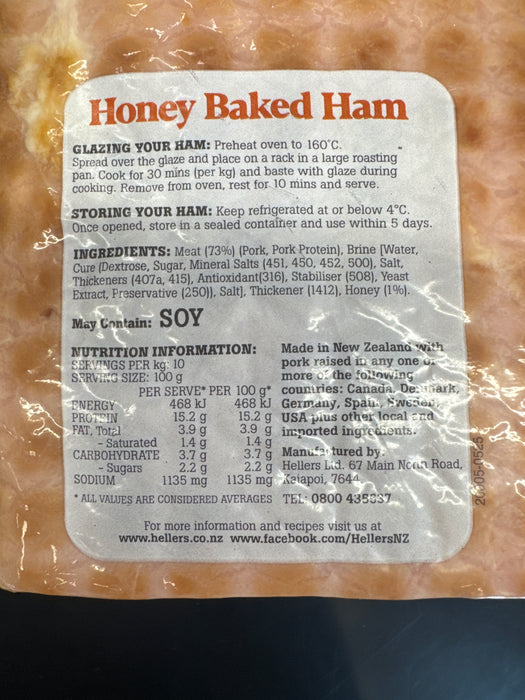 Honey Baked Ham
GLAZING YOUR HAM: Preheat oven to 160°C.
Spread over the glaze and place on a rack in a large roasting
pan. Cook for 30 mins (per kg) and baste with glaze during
cooking. Remove from oven, rest for 10 mins and serve.
STORING YOUR HAM: Keep refrigerated at or below 4°C.
Once opened, store in a sealed container and use within 5 days.
INGREDIENTS: Meat (73%) (Pork, Pork Protein), Brine [Water,
Cure (Dextrose, Sugar, Mineral Salts (451, 450, 452, 500), Salt,
Thickeners (407a, 415), Antioxidant(316), Stabiliser (508), Yeast
Extract, Preservative (250)), Salt], Thickener (1412), Honey (1%).
May Contain: SOY
NUTRITION INFORMATION:
SERVINGS PER kg: 10
SERVING SIZE: 100 g
PER SERVE* PER 100 g*
ENERGY 468 kJ 468 kJ
PROTEIN 15.2 g 15.2 g
FAT, Total 3.9 g 3.9 g
- Saturated 1.4 g 1.4 g
CARBOHYDRATE 3.7 g 3.7 g
- Sugars 2.2 g 2.2 g
SODIUM 1135 mg 1135 mg
* ALL VALUES ARE CONSIDERED AVERAGES
Made in New Zealand with
pork raised in any one or
more of the following
countries: Canada, Denmark,
Germany, Spain, Sweden,
USA plus other local and
imported ingredients.
Manufactured by:
Hellers Ltd. 67 Main North Road,
Kaiapoi, 7644
TEL: 0800 435537
For more information and recipes visit us at
www.hellers.co.nz www.facebook.com/HellersNZ